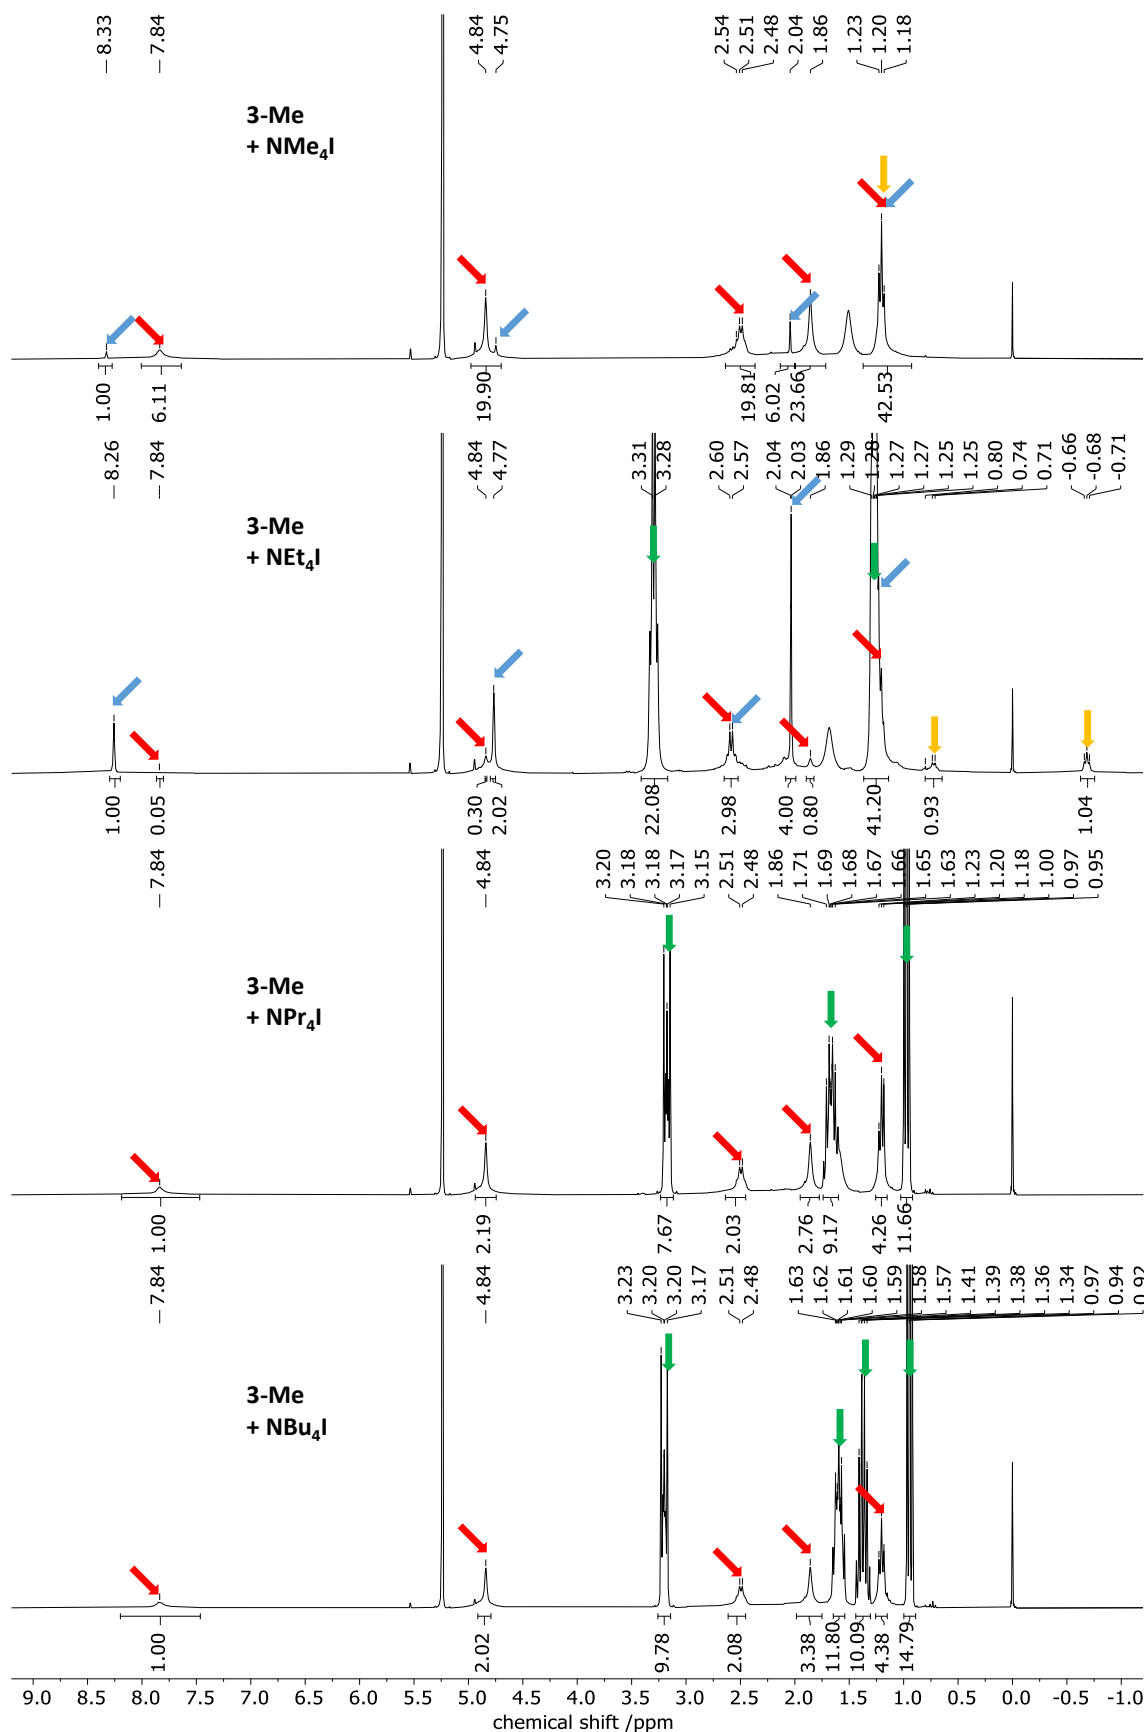 8.33 7.84 4.84 4.75 2.54 2.51 2.48 2.04 1.86 1.23 1.20 1.18
3-Me
+ NMe₄I
1.00 6.11 19.90 19.81 6.02 23.66 42.53
8.26 7.84 4.84 4.77 3.31 3.28 2.60 2.57 2.04 2.03 1.86 1.29 1.28 1.27 1.27 1.25 1.25 0.80 0.74 0.71 -0.66 -0.68 -0.71
3-Me
+ NEt₄I
1.00 0.05 0.30 2.02 22.08 2.98 4.00 0.80 41.20 0.93 1.04
7.84 4.84 3.20 3.18 3.18 3.17 3.15 2.51 2.48 1.86 1.71 1.69 1.68 1.67 1.66 1.65 1.63 1.23 1.20 1.18 1.00 0.97 0.95
3-Me
+ NPr₄I
1.00 2.19 7.67 2.03 2.76 9.17 4.26 11.66
7.84 4.84 3.23 3.20 3.20 3.17 2.51 2.48 1.63 1.62 1.61 1.60 1.59 1.58 1.57 1.41 1.39 1.38 1.36 1.34 0.97 0.94 0.92
3-Me
+ NBu₄I
1.00 2.02 9.78 2.08 3.38 11.80 10.09 4.38 14.79
9.0 8.5 8.0 7.5 7.0 6.5 6.0 5.5 5.0 4.5 4.0 3.5 3.0 2.5 2.0 1.5 1.0 0.5 0.0 -0.5 -1.0
chemical shift /ppm